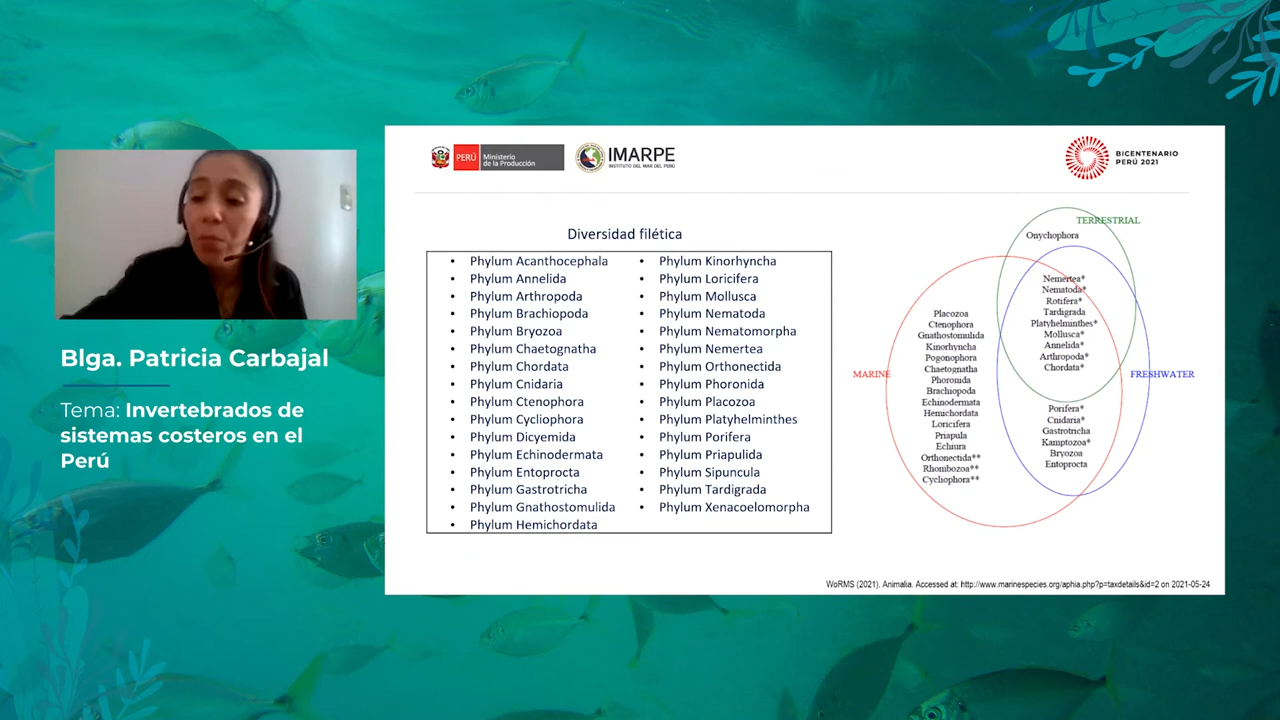 PERÚ
Ministerio
de la Producción
IMARPE
INSTITUTO DEL MAR DEL PERÚ
BICENTENARIO
PERÚ 2021
Blga. Patricia Carbajal
Tema: Invertebrados de
sistemas costeros en el
Perú
Diversidad filética
• Phylum Acanthocephala
• Phylum Annelida
• Phylum Arthropoda
• Phylum Brachiopoda
• Phylum Bryozoa
• Phylum Chaetognatha
• Phylum Chordata
• Phylum Cnidaria
• Phylum Ctenophora
• Phylum Cycliophora
• Phylum Dicyemida
• Phylum Echinodermata
• Phylum Entoprocta
• Phylum Gastrotricha
• Phylum Gnathostomulida
• Phylum Hemichordata
• Phylum Kinorhyncha
• Phylum Loricifera
• Phylum Mollusca
• Phylum Nematoda
• Phylum Nematomorpha
• Phylum Nemertea
• Phylum Orthonectida
• Phylum Phoronida
• Phylum Placozoa
• Phylum Platyhelminthes
• Phylum Porifera
• Phylum Priapulida
• Phylum Sipuncula
• Phylum Tardigrada
• Phylum Xenacoelomorpha
TERRESTRIAL
Onychophora
Nemertea*
Nematoda*
Rotifera*
Tardigrada
Platyhelminthes*
Mollusca*
Annelida*
Arthropoda*
Chordata*
MARINE
Placozoa
Ctenophora
Gnathostomulida
Kinorhyncha
Pogonophora
Chaetognatha
Phoronida
Brachiopoda
Echinodermata
Hemichordata
Loricifera
Priapula
Echiura
Orthonectida**
Rhombozoa**
Cycliophora**
FRESHWATER
Porifera*
Cnidaria*
Gastrotricha
Kamptozoa*
Bryozoa
Entoprocta
WoRMS (2021). Animalia. Accessed at: http://www.marinespecies.org/aphia.php?p=taxdetails&id=2 on 2021-05-24